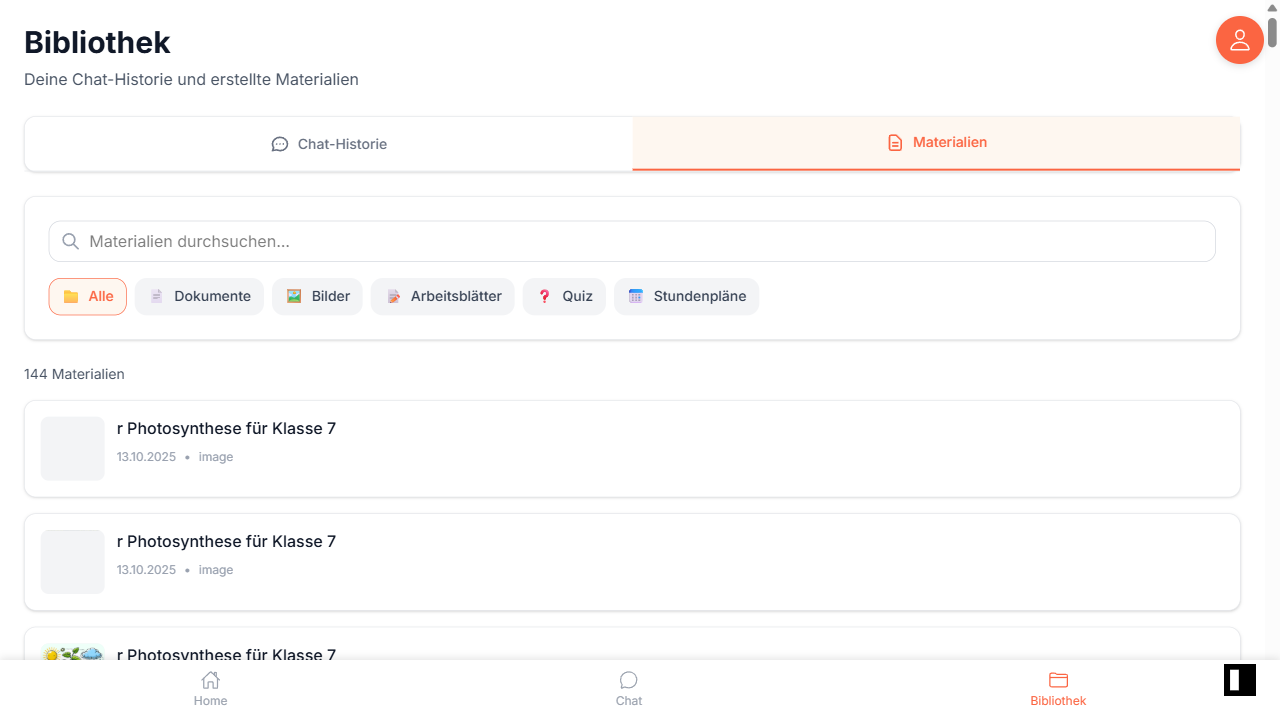 Bibliothek
Deine Chat-Historie und erstellte Materialien
Chat-Historie
Materialien
Materialien durchsuchen...
Alle
Dokumente
Bilder
Arbeitsblätter
Quiz
Stundenpläne
144 Materialien
r Photosynthese für Klasse 7
13.10.2025 • image
r Photosynthese für Klasse 7
13.10.2025 • image
r Photosynthese für Klasse 7
Home
Chat
Bibliothek